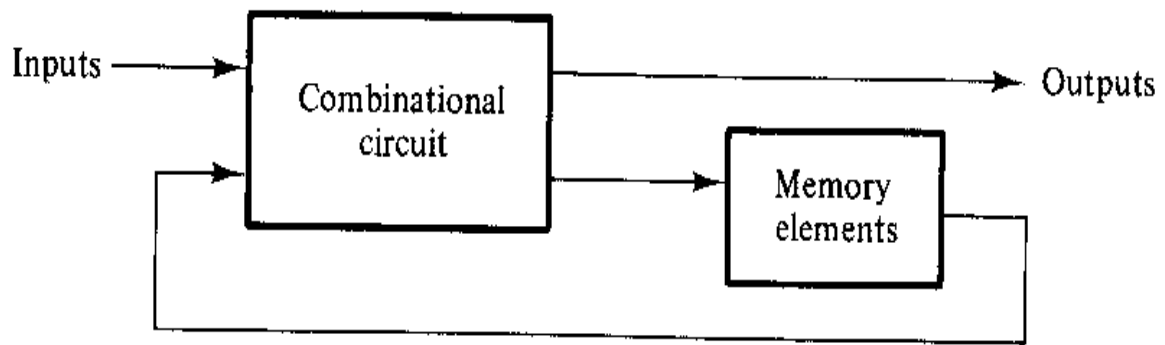 Inputs
Combinational
circuit
Outputs
Memory
elements